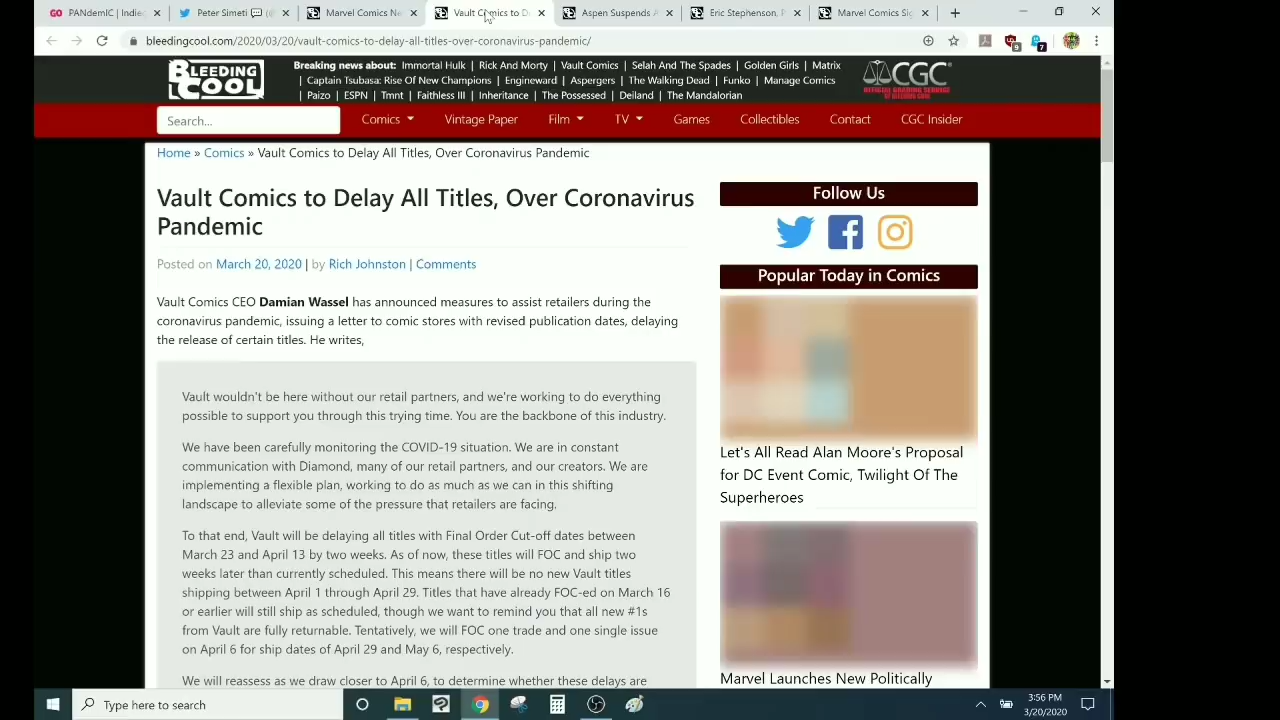 PANdemIC | Indieg
Peter Simeti
(
Marvel Comics Ne
Vault Comics to D
Aspen Suspends A
Eric Stephenson, P
Marvel Comics Sig
bleedingcool.com/2020/03/20/vault-comics-to-delay-all-titles-over-coronavirus-pandemic/
9
7
BLEEDING COOL
Breaking news about: Immortal Hulk | Rick And Morty | Vault Comics | Selah And The Spades | Golden Girls | Matrix
| Captain Tsubasa: Rise Of New Champions | Engineward | Aspergers | The Walking Dead | Funko | Manage Comics
| Paizo | ESPN | Tmnt | Faithless III | Inheritance | The Possessed | Deiland | The Mandalorian
CGC
OFFICIAL GRADING SERVICE
OF BLEEDING COOL
Search...
Comics
Vintage Paper
Film
TV
Games
Collectibles
Contact
CGC Insider
Home » Comics » Vault Comics to Delay All Titles, Over Coronavirus Pandemic
Vault Comics to Delay All Titles, Over Coronavirus
Pandemic
Posted on March 20, 2020 | by Rich Johnston | Comments
Vault Comics CEO Damian Wassel has announced measures to assist retailers during the
coronavirus pandemic, issuing a letter to comic stores with revised publication dates, delaying
the release of certain titles. He writes,
Vault wouldn't be here without our retail partners, and we're working to do everything
possible to support you through this trying time. You are the backbone of this industry.
We have been carefully monitoring the COVID-19 situation. We are in constant
communication with Diamond, many of our retail partners, and our creators. We are
implementing a flexible plan, working to do as much as we can in this shifting
landscape to alleviate some of the pressure that retailers are facing.
To that end, Vault will be delaying all titles with Final Order Cut-off dates between
March 23 and April 13 by two weeks. As of now, these titles will FOC and ship two
weeks later than currently scheduled. This means there will be no new Vault titles
shipping between April 1 through April 29. Titles that have already FOC-ed on March 16
or earlier will still ship as scheduled, though we want to remind you that all new #1s
from Vault are fully returnable. Tentatively, we will FOC one trade and one single issue
on April 6 for ship dates of April 29 and May 6, respectively.
We will reassess as we draw closer to April 6, to determine whether these delays are
Follow Us
Popular Today in Comics
Let's All Read Alan Moore's Proposal
for DC Event Comic, Twilight Of The
Superheroes
Marvel Launches New Politically
Type here to search
3:56 PM
3/20/2020